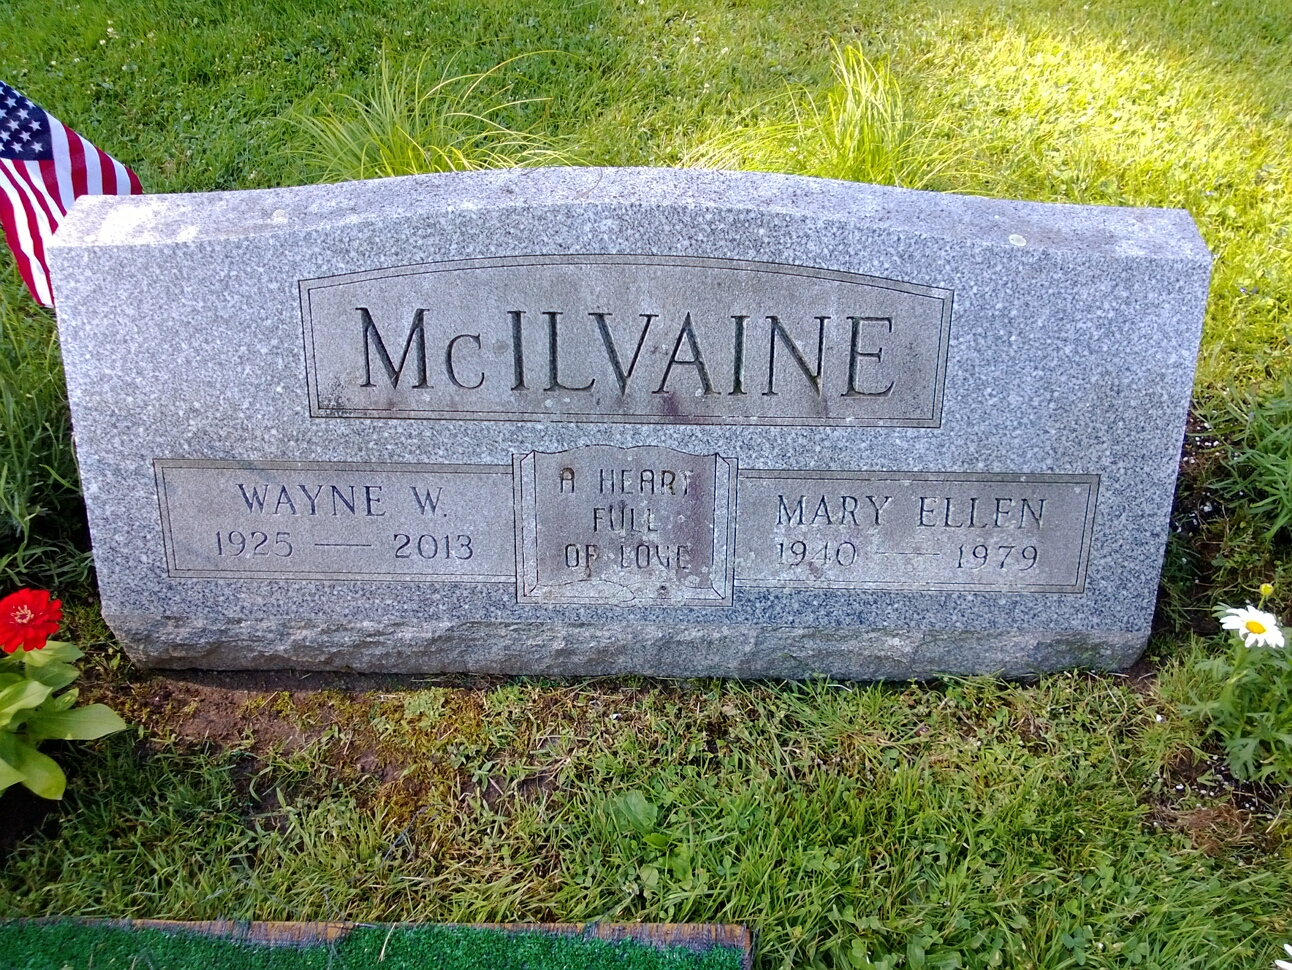 McILVAINE
WAYNE W.
1925 — 2013
A HEART
FULL
OF LOVE
MARY ELLEN
1940 — 1979